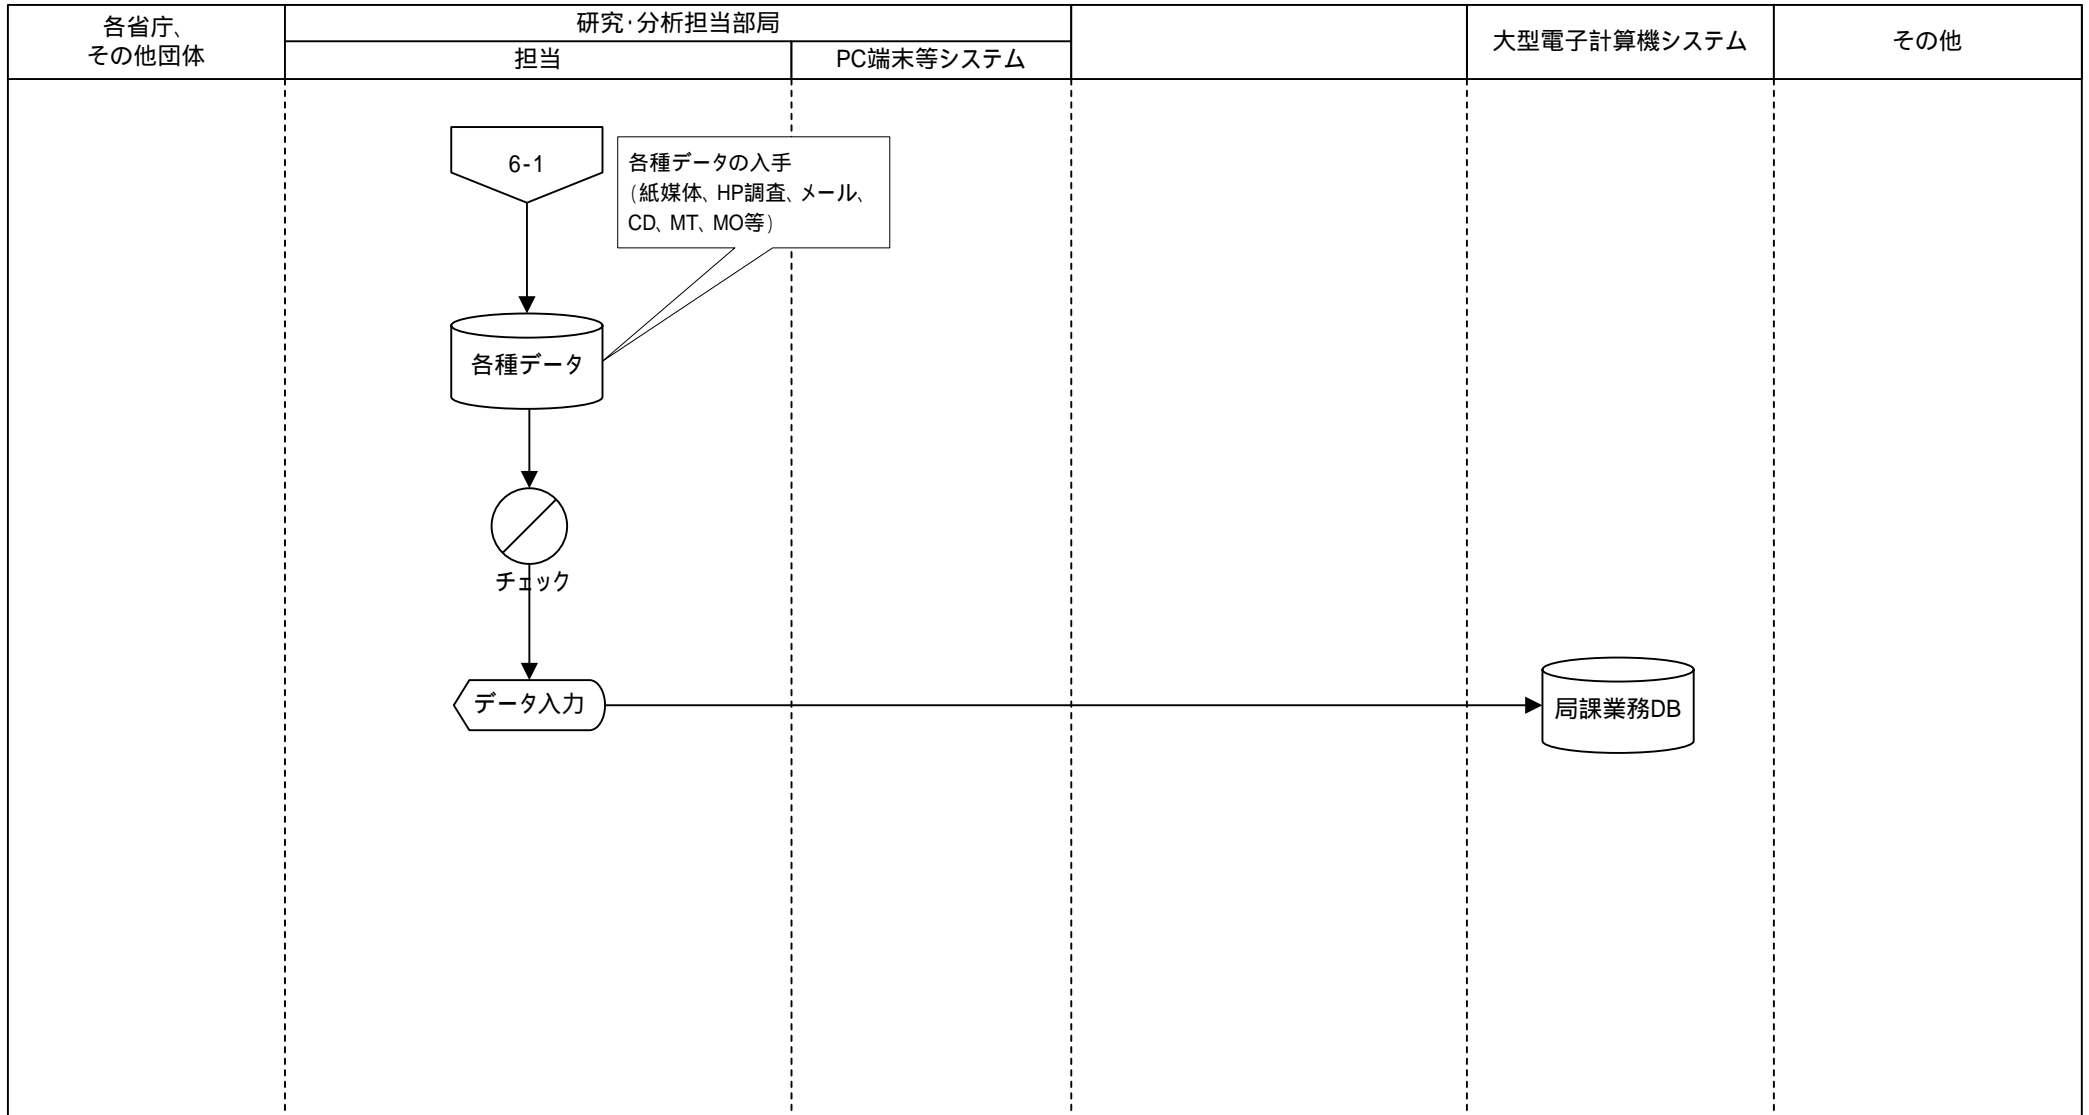 各省庁、
その他団体
研究・分析担当部局
担当
PC端末等システム
大型電子計算機システム
その他
6-1
各種データの入手
(紙媒体、HP調査、メール、
CD、MT、MO等)
各種データ
チェック
データ入力
局課業務DB